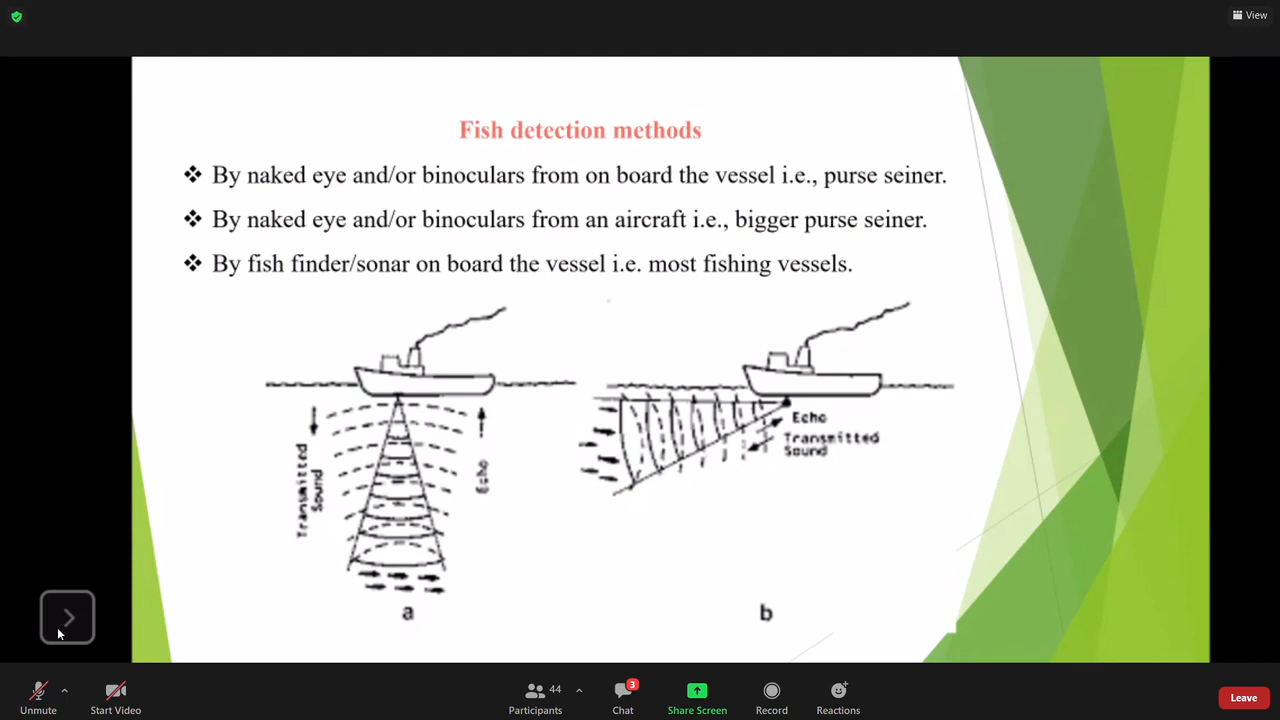 View
Fish detection methods
❖ By naked eye and/or binoculars from on board the vessel i.e., purse seiner.
❖ By naked eye and/or binoculars from an aircraft i.e., bigger purse seiner.
❖ By fish finder/sonar on board the vessel i.e. most fishing vessels.
Transmitted
Sound
Echo
a
Echo
Transmitted
Sound
b
Unmute
Start Video
44
Participants
3
Chat
Share Screen
Record
Reactions
Leave